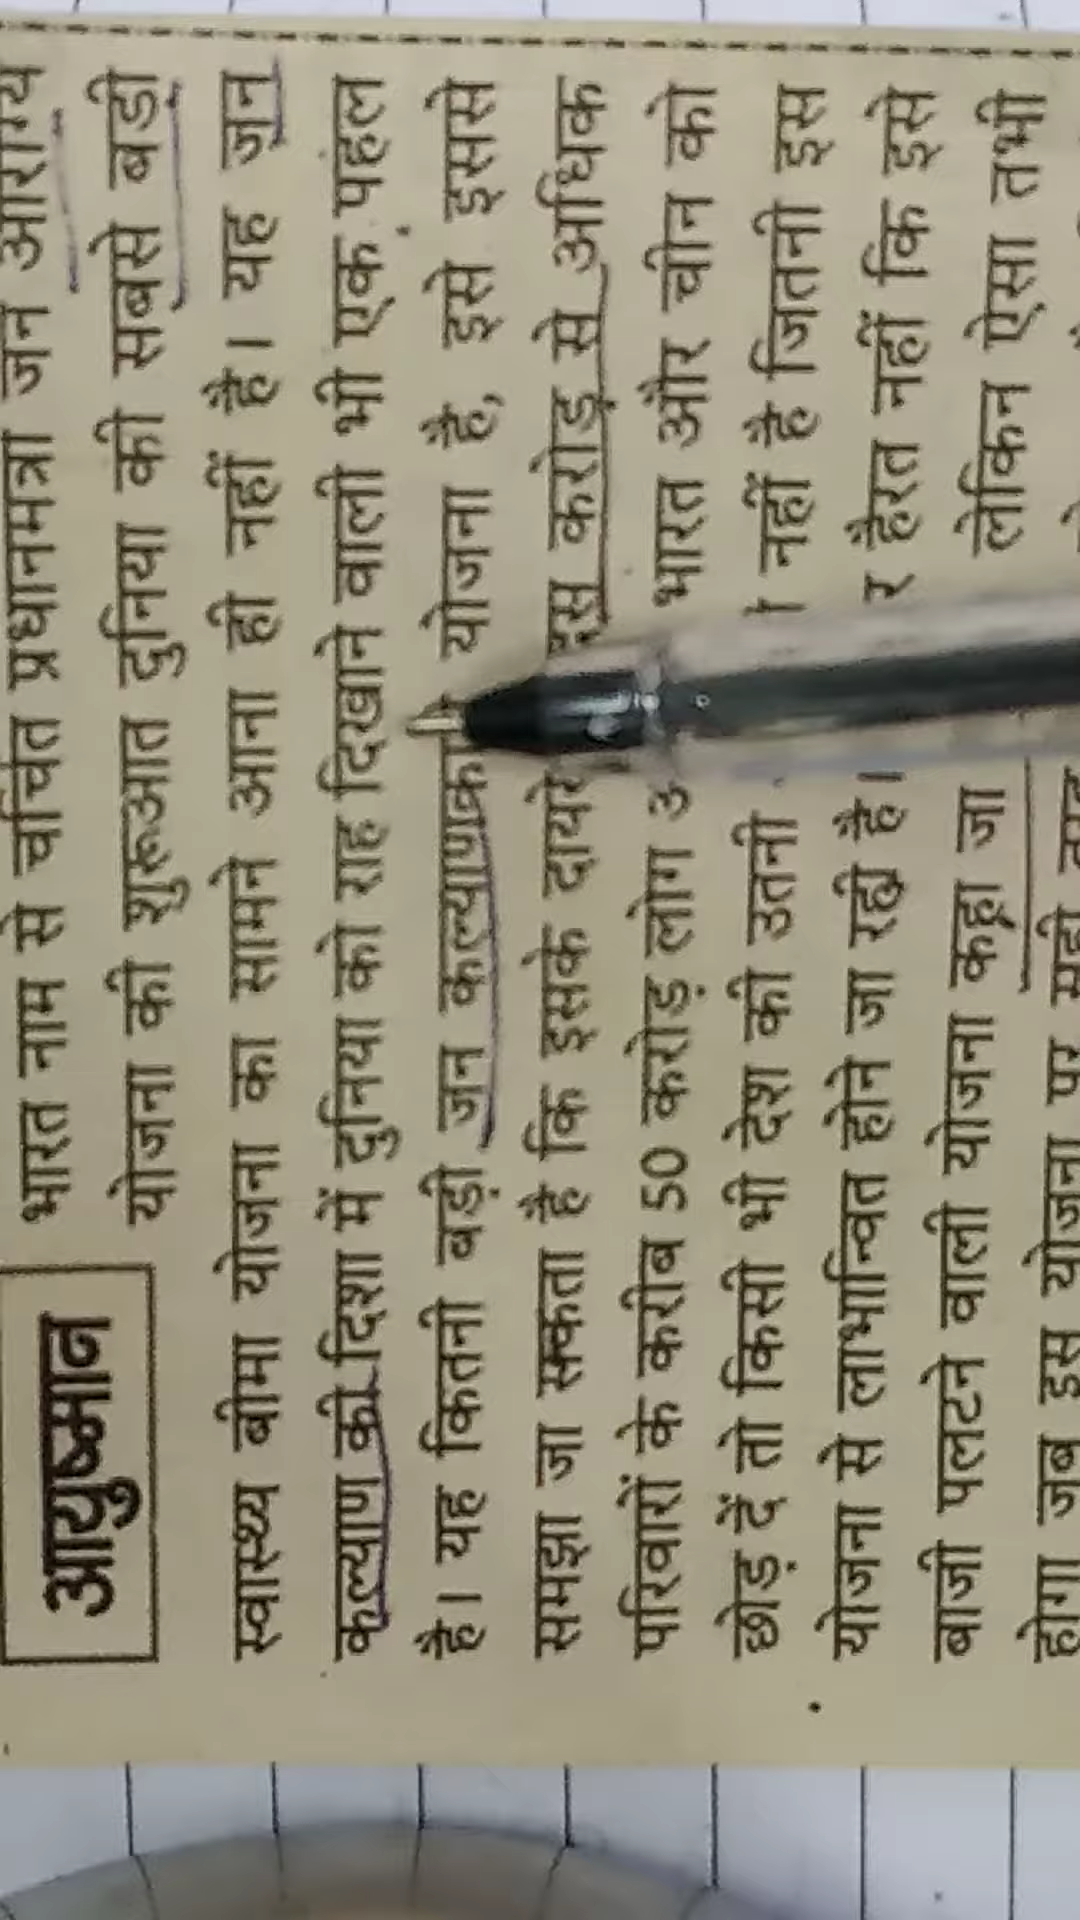 आयुष्मान
भारत नाम से चर्चित प्रधानमंत्री जन आरोग्य
योजना की शुरूआत दुनिया की सबसे बड़ी
स्वास्थ्य बीमा योजना का सामने आना ही नहीं है। यह जन
कल्याण की दिशा में दुनिया को राह दिखाने वाली भी एक पहल
है। यह कितनी बड़ी जन कल्याणक योजना है, इसे इससे
समझा जा सकता है कि इसके दायरे दस करोड़ से अधिक
परिवारों के करीब 50 करोड़ लोग भारत और चीन को
छोड़ दें तो किसी भी देश की उतनी नहीं है जितनी इस
योजना से लाभान्वित होने जा रही है। हैरत नहीं कि इसे
बाजी पलटने वाली योजना कहा जा लेकिन ऐसा तभी
होगा जब इस योजना पर सही तरह